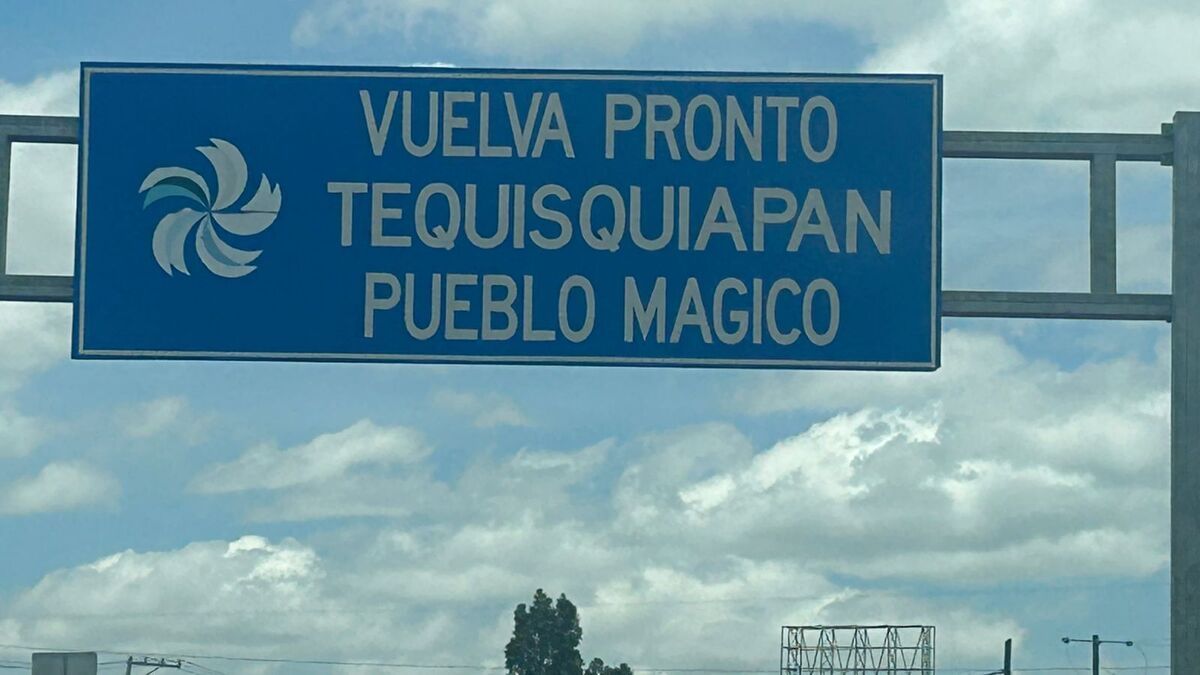 VUELVA PRONTO
TEQUISQUIAPAN
PUEBLO MAGICO